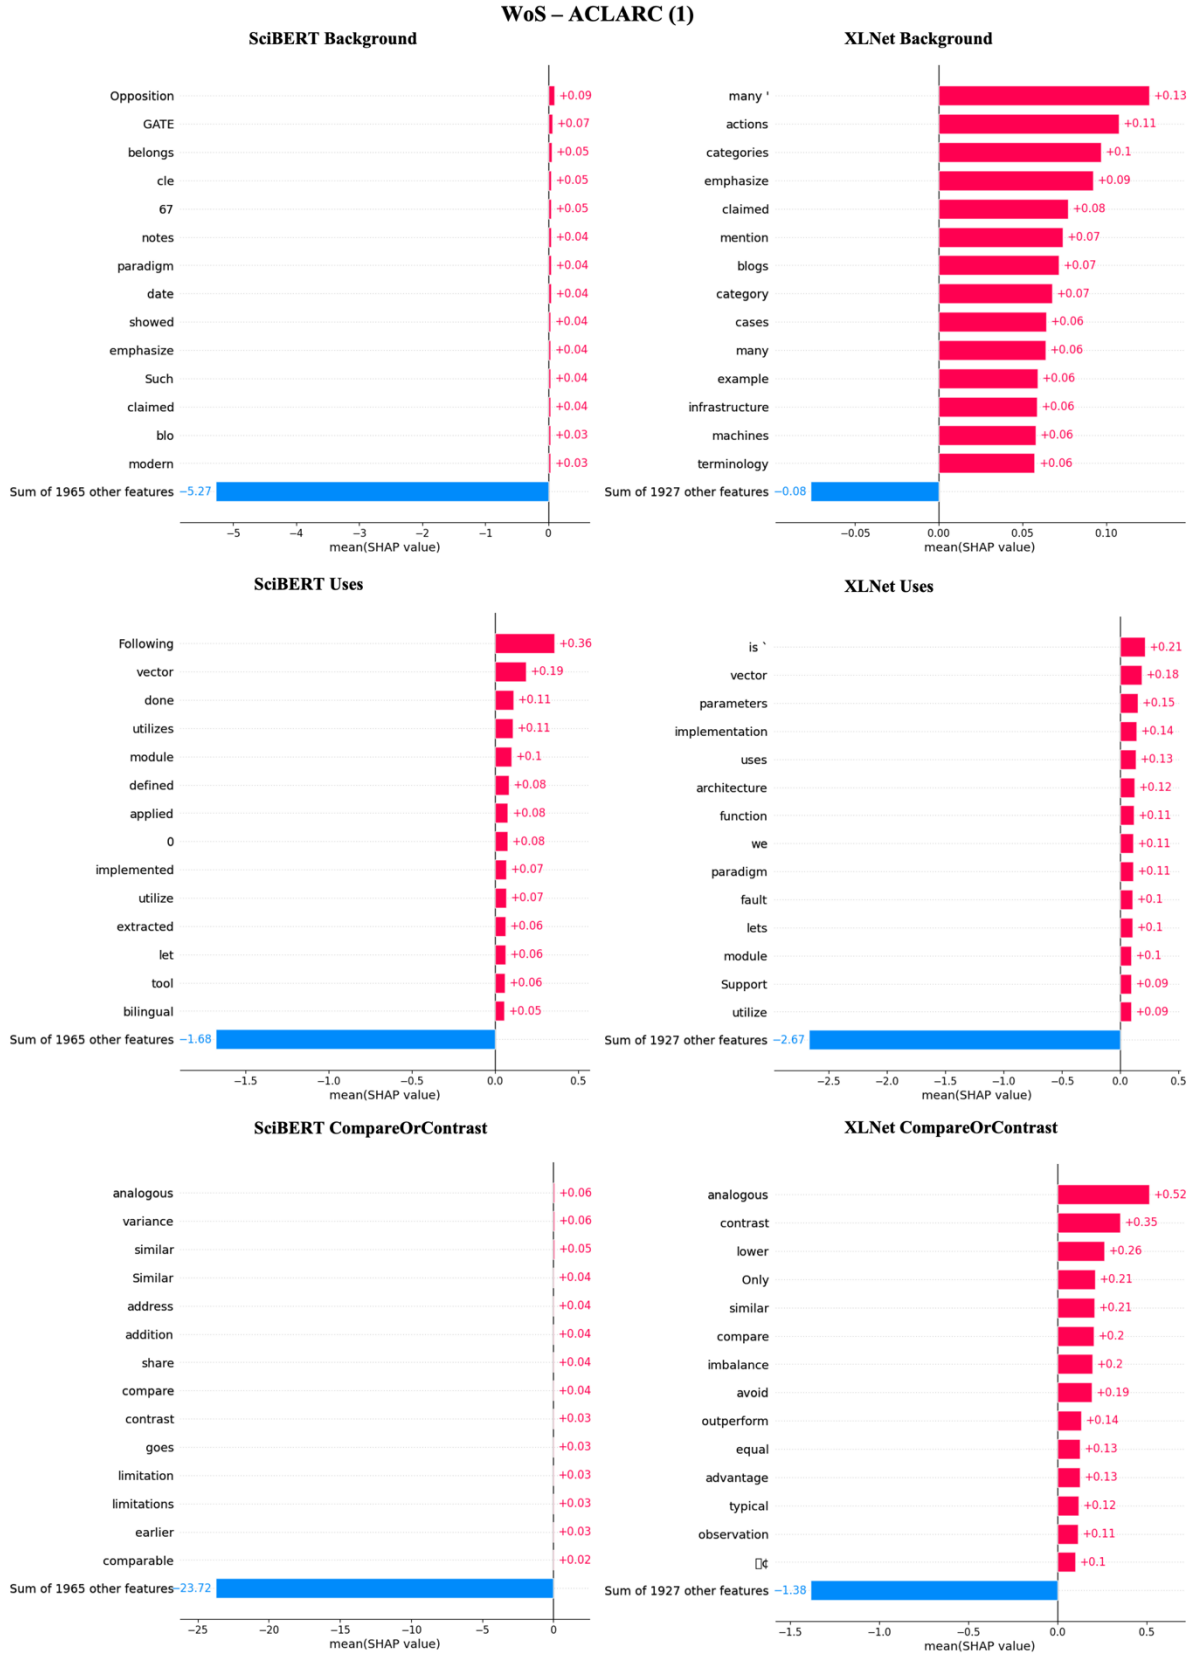 WoS – ACLARC (1)
SciBERT Background
Opposition +0.09
GATE +0.07
belongs +0.05
cle +0.05
67 +0.05
notes +0.04
paradigm +0.04
date +0.04
showed +0.04
emphasize +0.04
Such +0.04
claimed +0.04
blo +0.03
modern +0.03
Sum of 1965 other features −5.27
−5 −4 −3 −2 −1 0
mean(SHAP value)
XLNet Background
many ' +0.13
actions +0.11
categories +0.1
emphasize +0.09
claimed +0.08
mention +0.07
blogs +0.07
category +0.07
cases +0.06
many +0.06
example +0.06
infrastructure +0.06
machines +0.06
terminology +0.06
Sum of 1927 other features −0.08
−0.05 0.00 0.05 0.10
mean(SHAP value)
SciBERT Uses
Following +0.36
vector +0.19
done +0.11
utilizes +0.11
module +0.1
defined +0.08
applied +0.08
0 +0.08
implemented +0.07
utilize +0.07
extracted +0.06
let +0.06
tool +0.06
bilingual +0.05
Sum of 1965 other features −1.68
−1.5 −1.0 −0.5 0.0 0.5
mean(SHAP value)
XLNet Uses
is ` +0.21
vector +0.18
parameters +0.15
implementation +0.14
uses +0.13
architecture +0.12
function +0.11
we +0.11
paradigm +0.11
fault +0.1
lets +0.1
module +0.1
Support +0.09
utilize +0.09
Sum of 1927 other features −2.67
−2.5 −2.0 −1.5 −1.0 −0.5 0.0 0.5
mean(SHAP value)
SciBERT CompareOrContrast
analogous +0.06
variance +0.06
similar +0.05
Similar +0.04
address +0.04
addition +0.04
share +0.04
compare +0.04
contrast +0.03
goes +0.03
limitation +0.03
limitations +0.03
earlier +0.03
comparable +0.02
Sum of 1965 other features −23.72
−25 −20 −15 −10 −5 0
mean(SHAP value)
XLNet CompareOrContrast
analogous +0.52
contrast +0.35
lower +0.26
Only +0.21
similar +0.21
compare +0.2
imbalance +0.2
avoid +0.19
outperform +0.14
equal +0.13
advantage +0.13
typical +0.12
observation +0.11
¢ +0.1
Sum of 1927 other features −1.38
−1.5 −1.0 −0.5 0.0 0.5
mean(SHAP value)